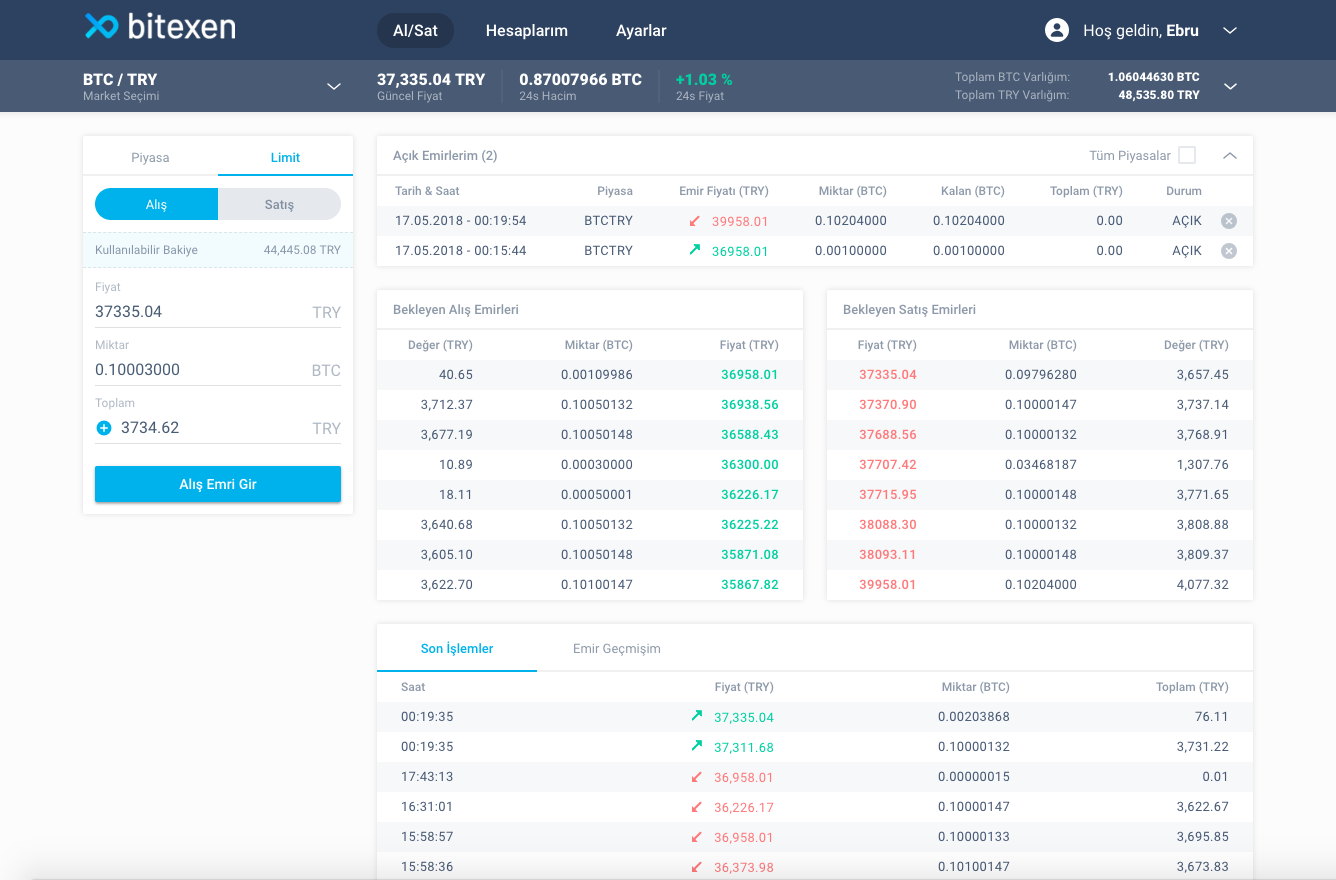 bitexen
Al/Sat
Hesaplarım
Ayarlar
Hoş geldin, Ebru
BTC / TRY
Market Seçimi
37,335.04 TRY
Güncel Fiyat
0.87007966 BTC
24s Hacim
+1.03 %
24s Fiyat
Toplam BTC Varlığım: 1.06044630 BTC
Toplam TRY Varlığım: 48,535.80 TRY
Piyasa Limit
Alış Satış
Kullanılabilir Bakiye 44,445.08 TRY
Fiyat
37335.04 TRY
Miktar
0.10003000 BTC
Toplam
3734.62 TRY
Alış Emri Gir
Açık Emirlerim (2) Tüm Piyasalar
Tarih & Saat Piyasa Emir Fiyatı (TRY) Miktar (BTC) Kalan (BTC) Toplam (TRY) Durum
17.05.2018 - 00:19:54 BTCTRY 39958.01 0.10204000 0.10204000 0.00 AÇIK
17.05.2018 - 00:15:44 BTCTRY 36958.01 0.00100000 0.00100000 0.00 AÇIK
Bekleyen Alış Emirleri
Değer (TRY) Miktar (BTC) Fiyat (TRY)
40.65 0.00109986 36958.01
3,712.37 0.10050132 36938.56
3,677.19 0.10050148 36588.43
10.89 0.00030000 36300.00
18.11 0.00050001 36226.17
3,640.68 0.10050132 36225.22
3,605.10 0.10050148 35871.08
3,622.70 0.10100147 35867.82
Bekleyen Satış Emirleri
Fiyat (TRY) Miktar (BTC) Değer (TRY)
37335.04 0.09796280 3,657.45
37370.90 0.10000147 3,737.14
37688.56 0.10000132 3,768.91
37707.42 0.03468187 1,307.76
37715.95 0.10000148 3,771.65
38088.30 0.10000132 3,808.88
38093.11 0.10000148 3,809.37
39958.01 0.10204000 4,077.32
Son İşlemler Emir Geçmişim
Saat Fiyat (TRY) Miktar (BTC) Toplam (TRY)
00:19:35 37,335.04 0.00203868 76.11
00:19:35 37,311.68 0.10000132 3,731.22
17:43:13 36,958.01 0.00000015 0.01
16:31:01 36,226.17 0.10000147 3,622.67
15:58:57 36,958.01 0.10000133 3,695.85
15:58:36 36,373.98 0.10100147 3,673.83